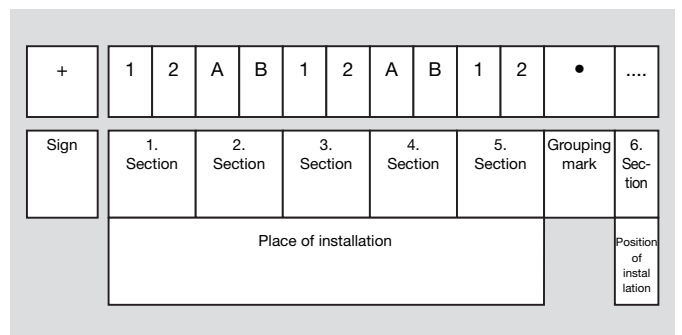 + 1 2 A B 1 2 A B 1 2 • ....
Sign 1. Section 2. Section 3. Section 4. Section 5. Section Grouping mark 6. Sec- tion
Place of installation
Position
of
instal
lation